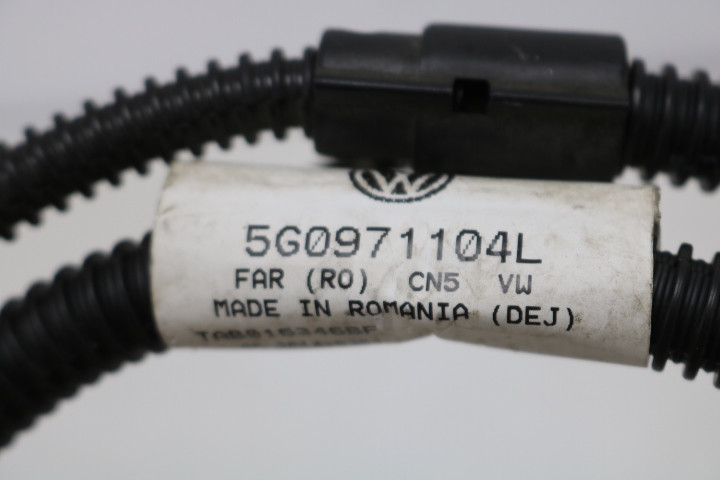 5G0971104L
FAR (RO) CN5 VW
MADE IN ROMANIA (DEJ)